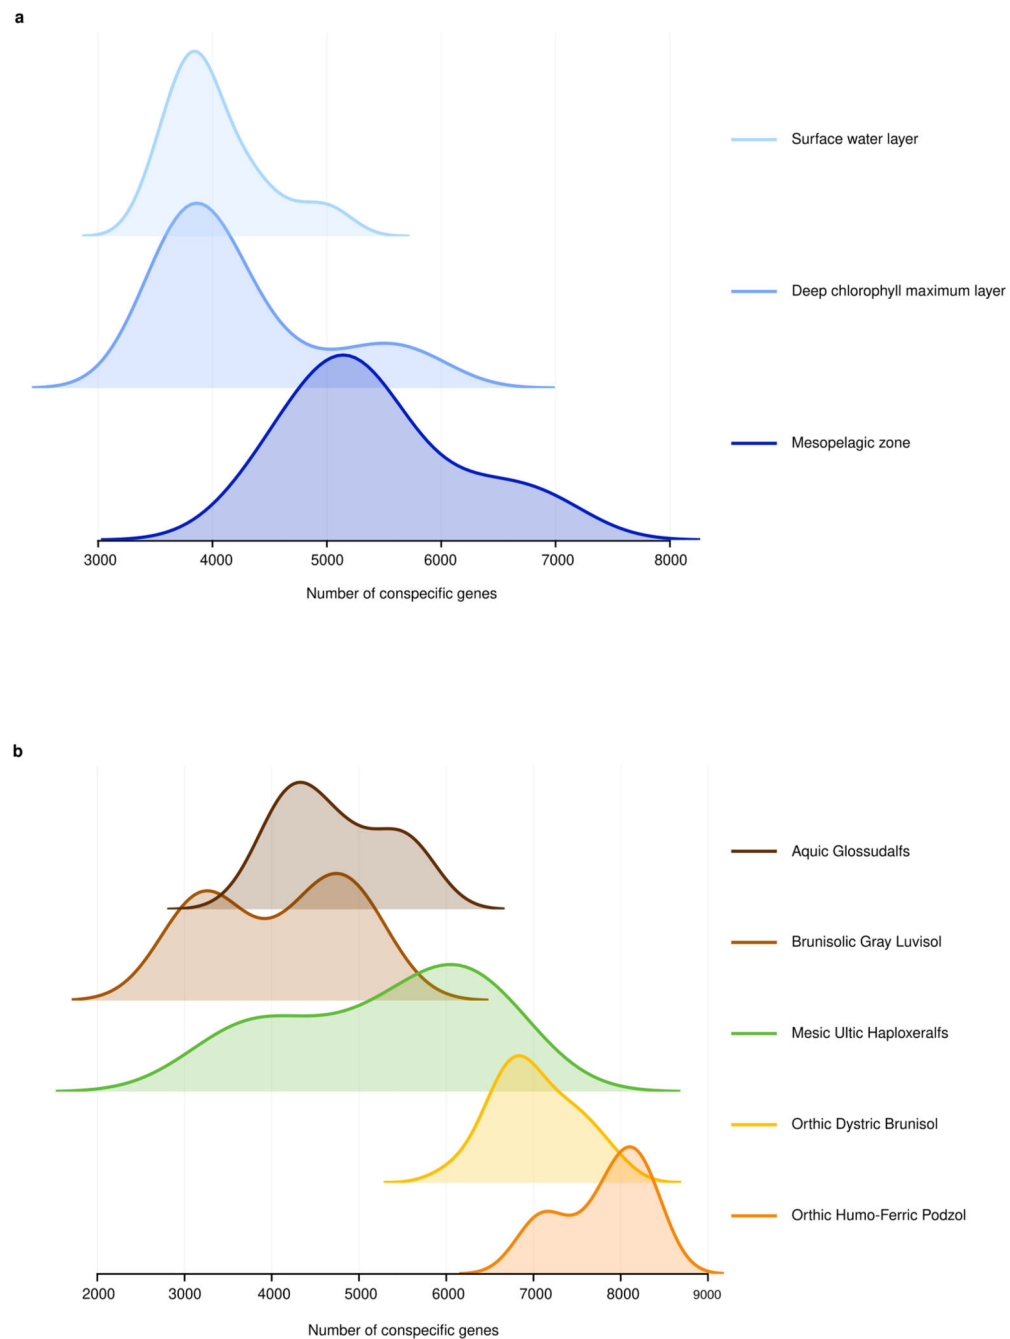 a
Surface water layer
Deep chlorophyll maximum layer
Mesopelagic zone
3000 4000 5000 6000 7000 8000
Number of conspecific genes
b
Aquic Glossudalfs
Brunisolic Gray Luvisol
Mesic Ultic Haploxeralfs
Orthic Dystric Brunisol
Orthic Humo-Ferric Podzol
2000 3000 4000 5000 6000 7000 8000 9000
Number of conspecific genes